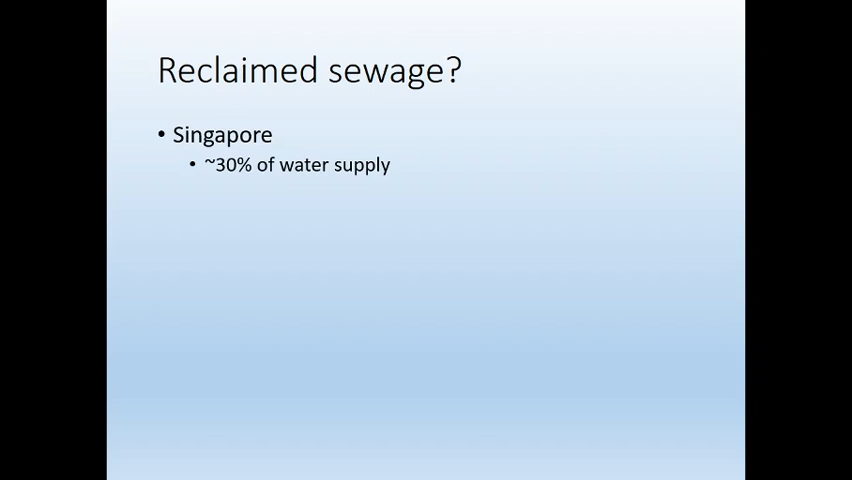 Reclaimed sewage?
• Singapore
• ~30% of water supply